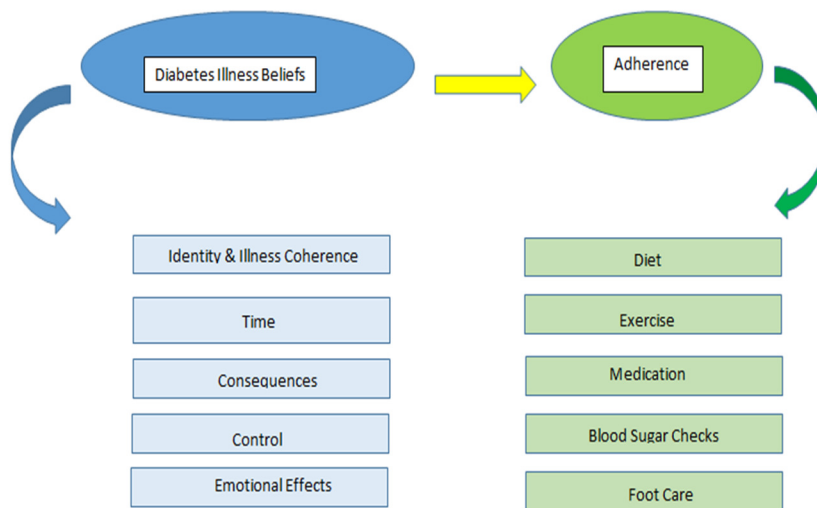 Diabetes Illness Beliefs
Adherence
Identity & Illness Coherence
Time
Consequences
Control
Emotional Effects
Diet
Exercise
Medication
Blood Sugar Checks
Foot Care